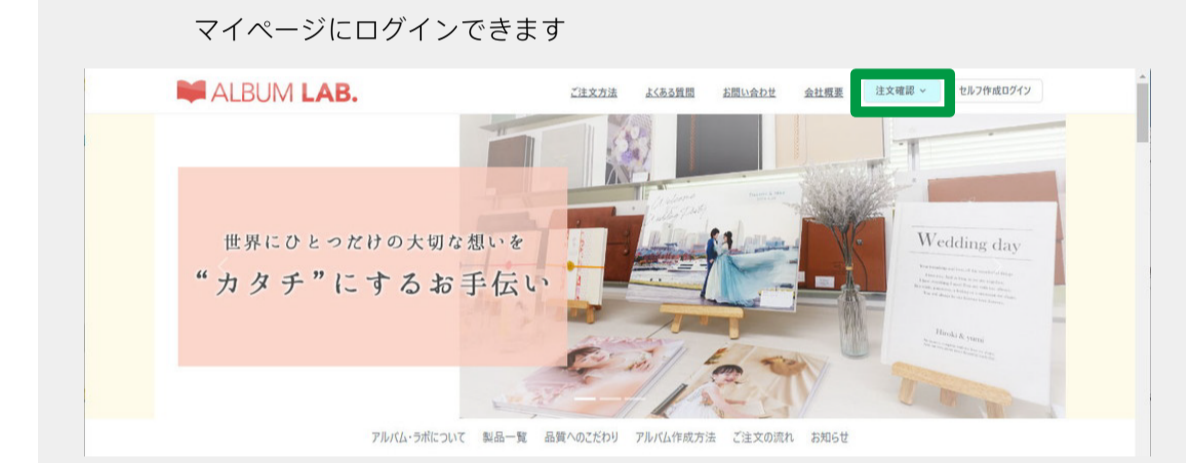 マイページにログインできます
ALBUM LAB.
ご注文方法 よくある質問 お問い合わせ 会社概要 注文確認 セルフ作成ログイン
世界にひとつだけの大切な想いを
“カタチ”にするお手伝い
Wedding day
アルバム・ラボについて 製品一覧 品質へのこだわり アルバム作成方法 ご注文の流れ お知らせ